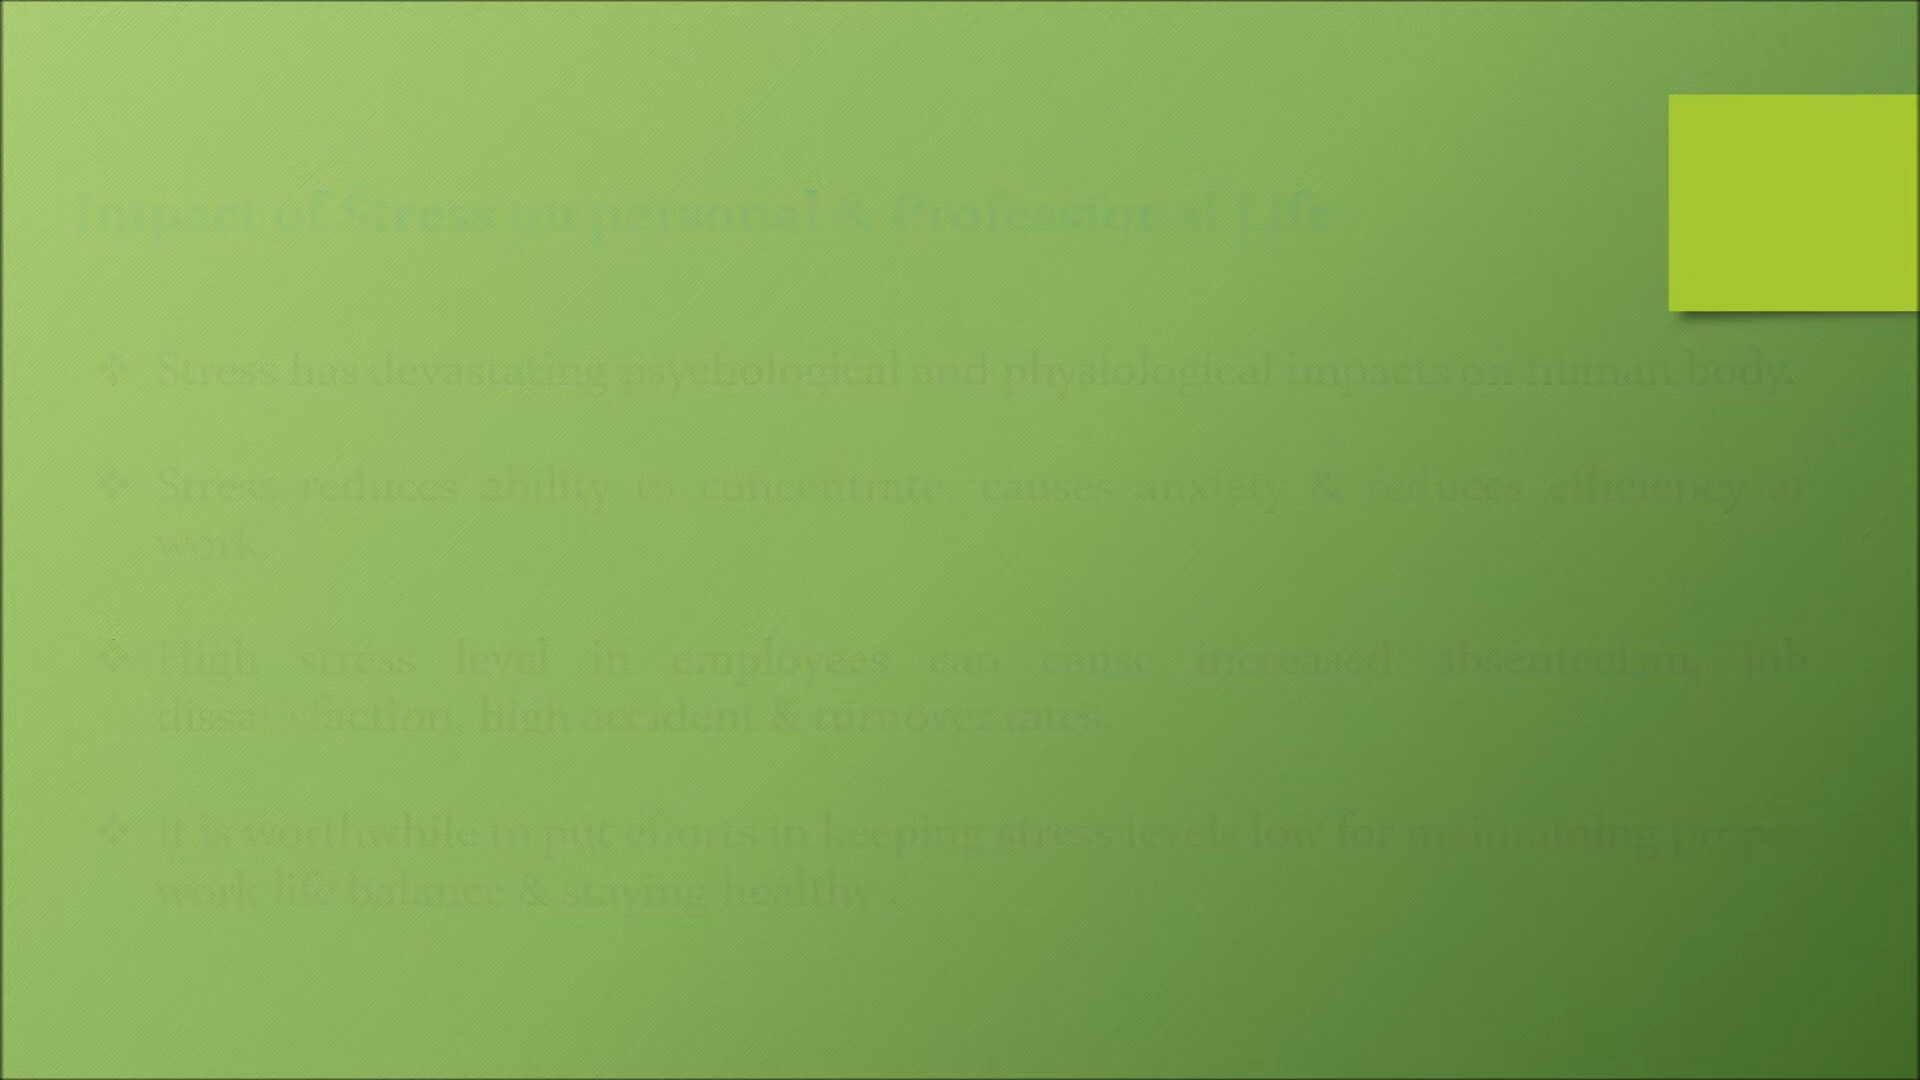 Impact of Stress on personal & Professional Life
❖ Stress has devastating psychological and physiological impacts on human body.
❖ Stress reduces ability to concentrate, causes anxiety & reduces efficiency at
work.
❖ High stress level in employees can cause increased absenteeism, Job
dissatisfaction, high accident & turnover rates.
❖ It is worthwhile to put efforts in keeping stress levels low for maintaining proper
work life balance & staying healthy